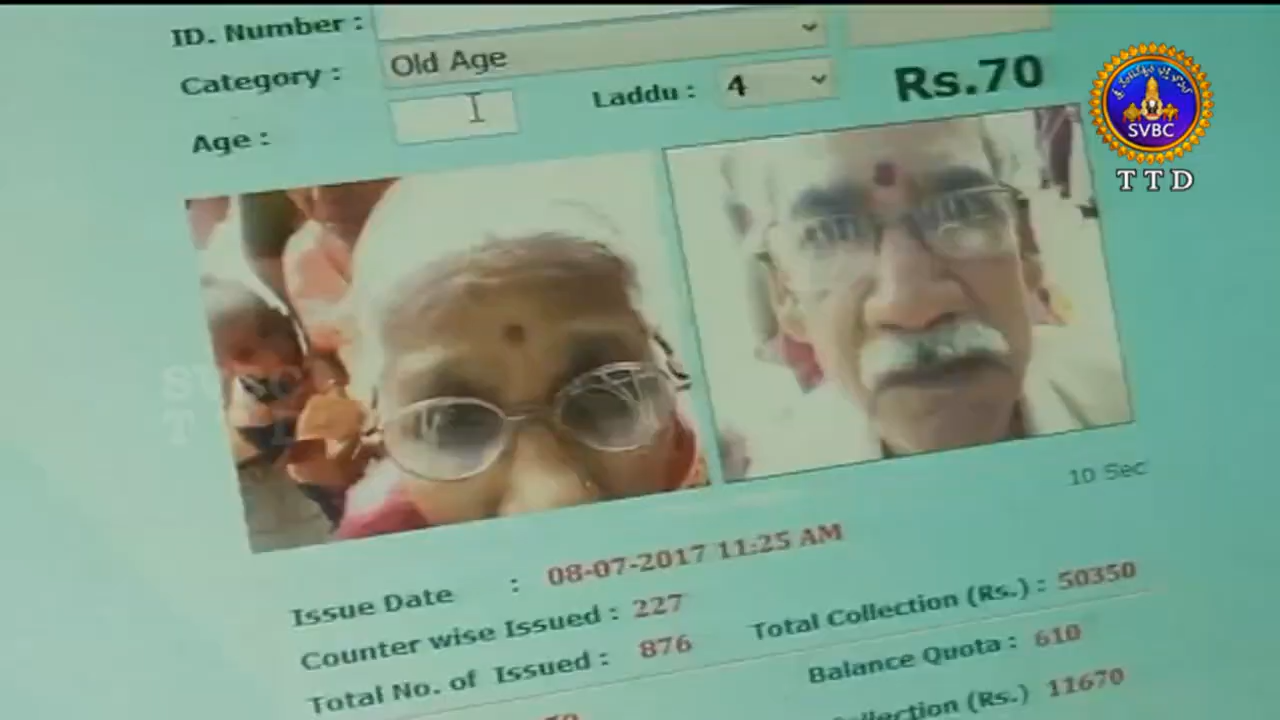 ID. Number :
Category : Old Age
Age :
Laddu : 4
Rs.70
SVBC
TTD
10 Sec
Issue Date : 08-07-2017 11:25 AM
Counter wise Issued : 227
Total Collection (Rs.) : 50350
Total No. of Issued : 876
Balance Quota : 610
(Rs.) 11670